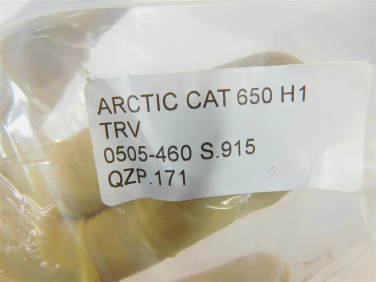 ARCTIC CAT 650 H1
TRV
0505-460 S.915
QZP.171